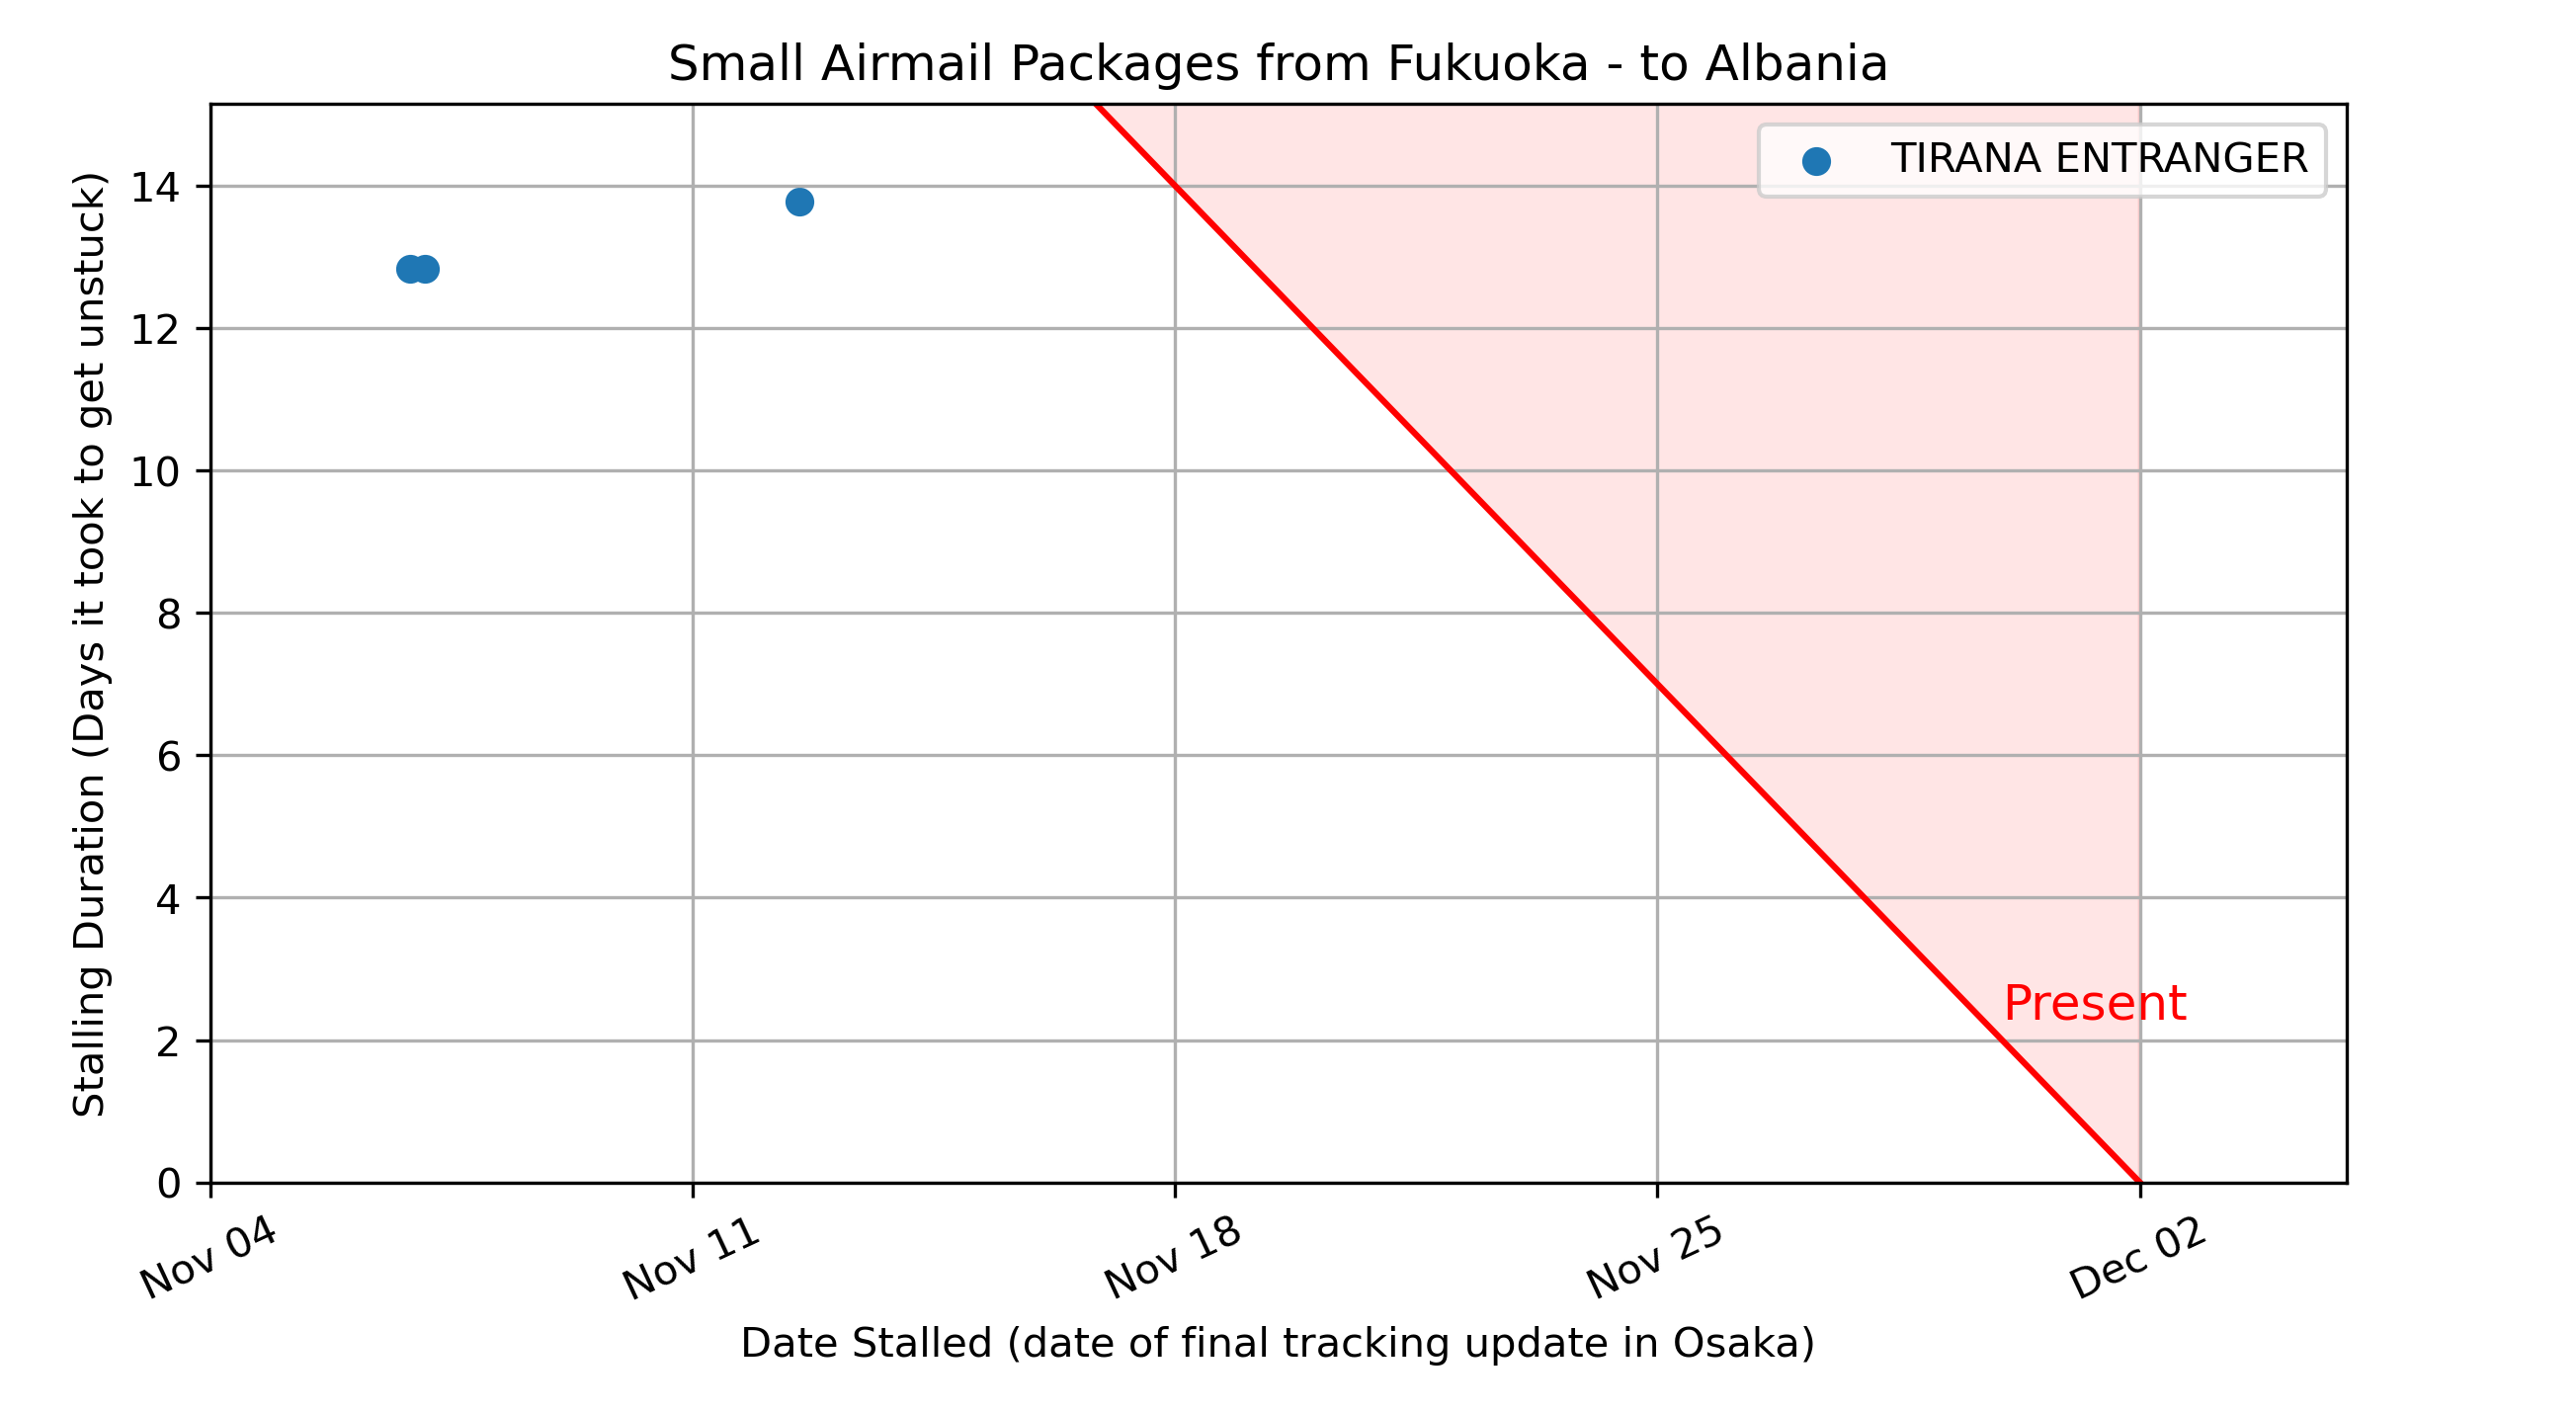 Small Airmail Packages from Fukuoka - to Albania
TIRANA ENTRANGER
Stalling Duration (Days it took to get unstuck)
14
12
10
8
6
4
2
0
Present
Nov 04
Nov 11
Nov 18
Nov 25
Dec 02
Date Stalled (date of final tracking update in Osaka)